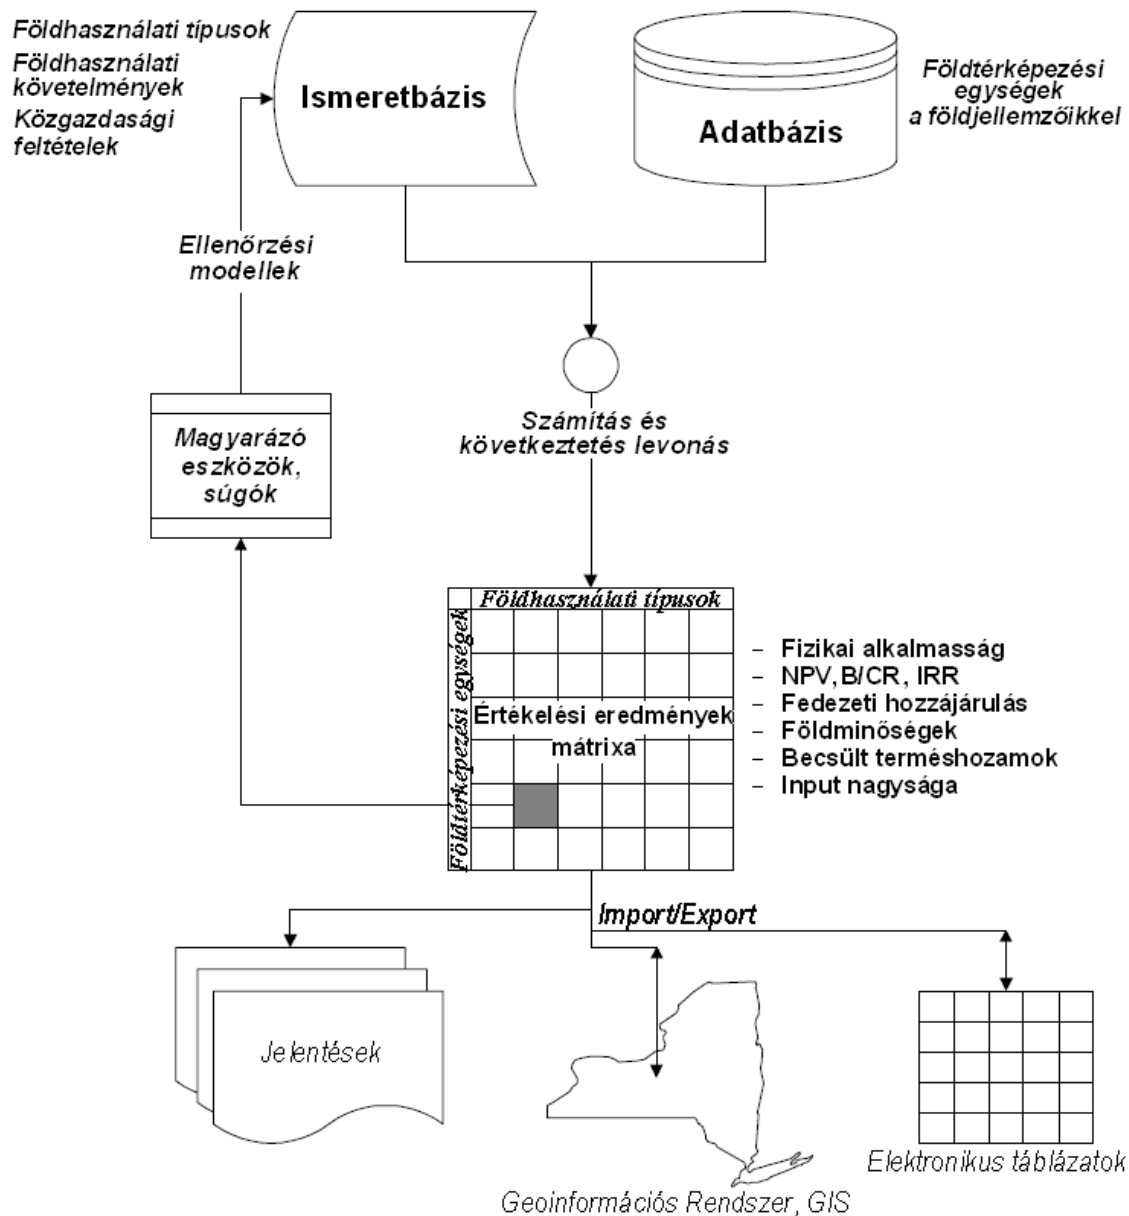 Földhasználati típusok
Földhasználati
követelmények
Közgazdasági
feltételek
Ismeretbázis
Adatbázis
Földtérképezési
egységek
a földjellemzőikkel
Ellenőrzési
modellek
Számítás és
következtetés levonás
Magyarázó
eszközök,
súgók
Földhasználati típusok
Földtérképezési egységek
Értékelési eredmények
mátrixa
– Fizikai alkalmasság
– NPV, B/CR, IRR
– Fedezeti hozzájárulás
– Földminőségek
– Becsült terméshozamok
– Input nagysága
Import/Export
Jelentések
Geoinformációs Rendszer, GIS
Elektronikus táblázatok